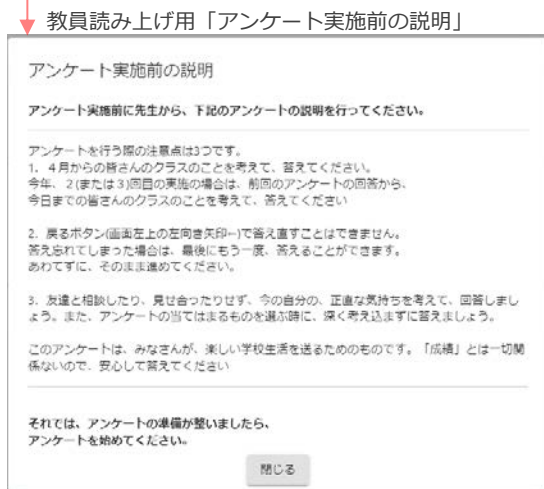 教員読み上げ用「アンケート実施前の説明」
アンケート実施前の説明
アンケート実施前に先生から、下記のアンケートの説明を行ってください。
アンケートを行う際の注意点は3つです。
1. 4月からの皆さんのクラスのことを考えて、答えてください。
今年、2(または3)回目の実施の場合は、前回のアンケートの回答から、
今日までの皆さんのクラスのことを考えて、答えてください
2. 戻るボタン(画面左上の左向き矢印←)で答え直すことはできません。
答え忘れてしまった場合は、最後にもう一度、答えることができます。
あわてずに、そのまま進めてください。
3. 友達と相談したり、見せ合ったりせず、今の自分の、正直な気持ちを考えて、回答しまし
ょう。また、アンケートの当てはまるものを選ぶ時に、深く考え込まずに答えましょう。
このアンケートは、みなさんが、楽しい学校生活を送るためのものです。「成績」とは一切関
係ないので、安心して答えてください
それでは、アンケートの準備が整いましたら、
アンケートを始めてください。
閉じる